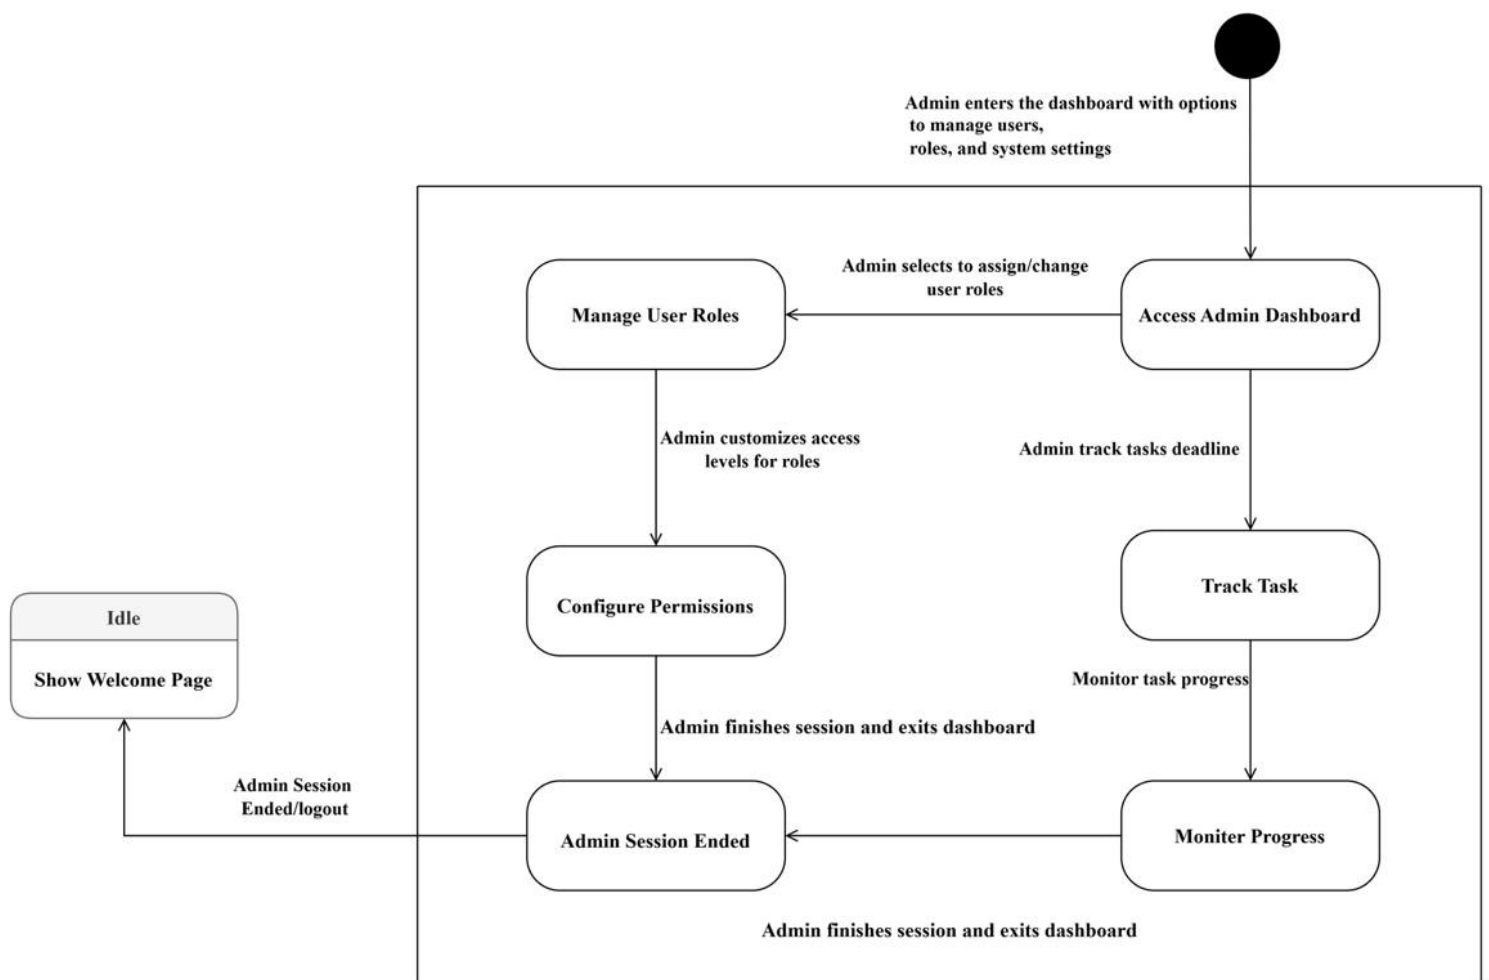 Admin enters the dashboard with options
to manage users,
roles, and system settings
Admin selects to assign/change
user roles
Manage User Roles
Access Admin Dashboard
Admin customizes access
levels for roles
Admin track tasks deadline
Configure Permissions
Track Task
Idle
Show Welcome Page
Monitor task progress
Admin finishes session and exits dashboard
Admin Session
Ended/logout
Admin Session Ended
Moniter Progress
Admin finishes session and exits dashboard